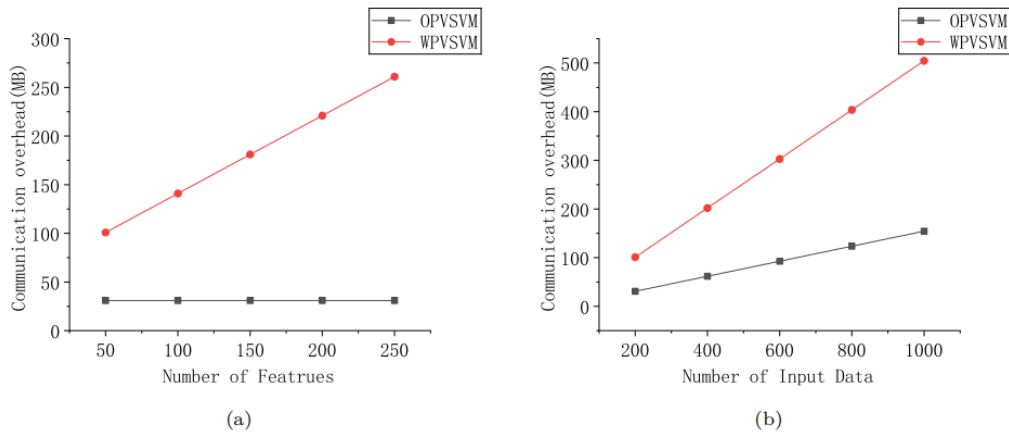 OPVSVM
WPVSVM
300
250
200
150
100
50
0
Communication overhead(MB)
50 100 150 200 250
Number of Featrues
(a)
OPVSVM
WPVSVM
500
400
300
200
100
0
Communication overhead(MB)
200 400 600 800 1000
Number of Input Data
(b)